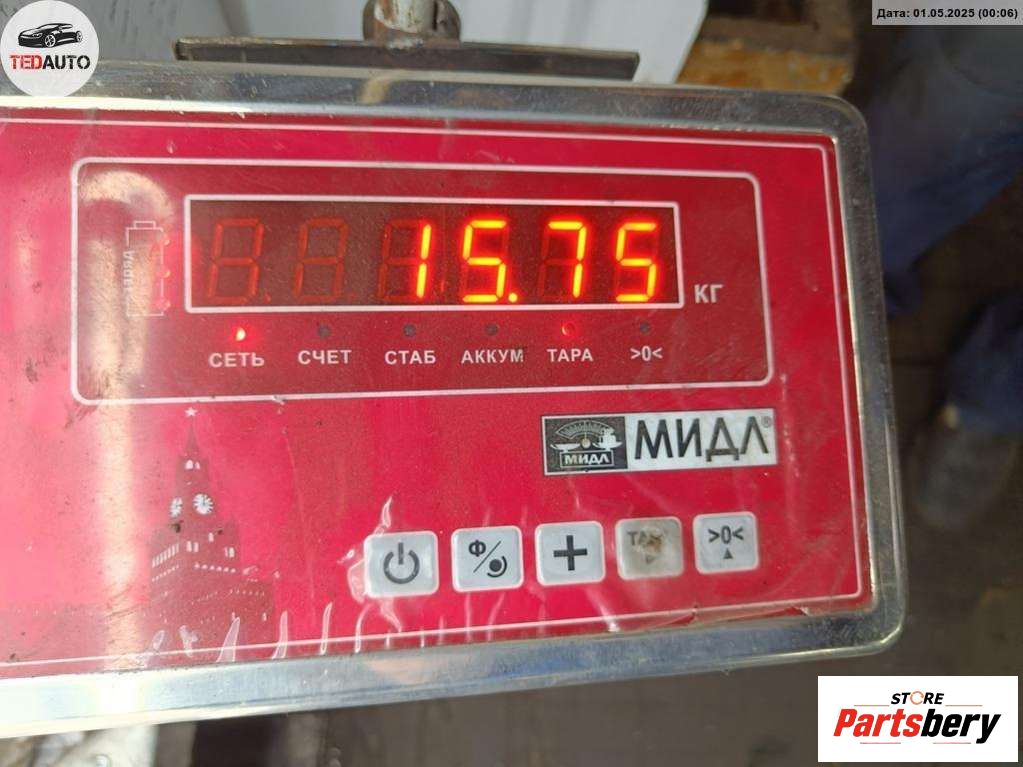 Дата: 01.05.2025 (00:06)
TEDAUTO
15.75
КГ
СЕТЬ СЧЕТ СТАБ АККУМ ТАРА >0<
МИДЛ МИДЛ®
Ф + >0<
STORE
Partsbery